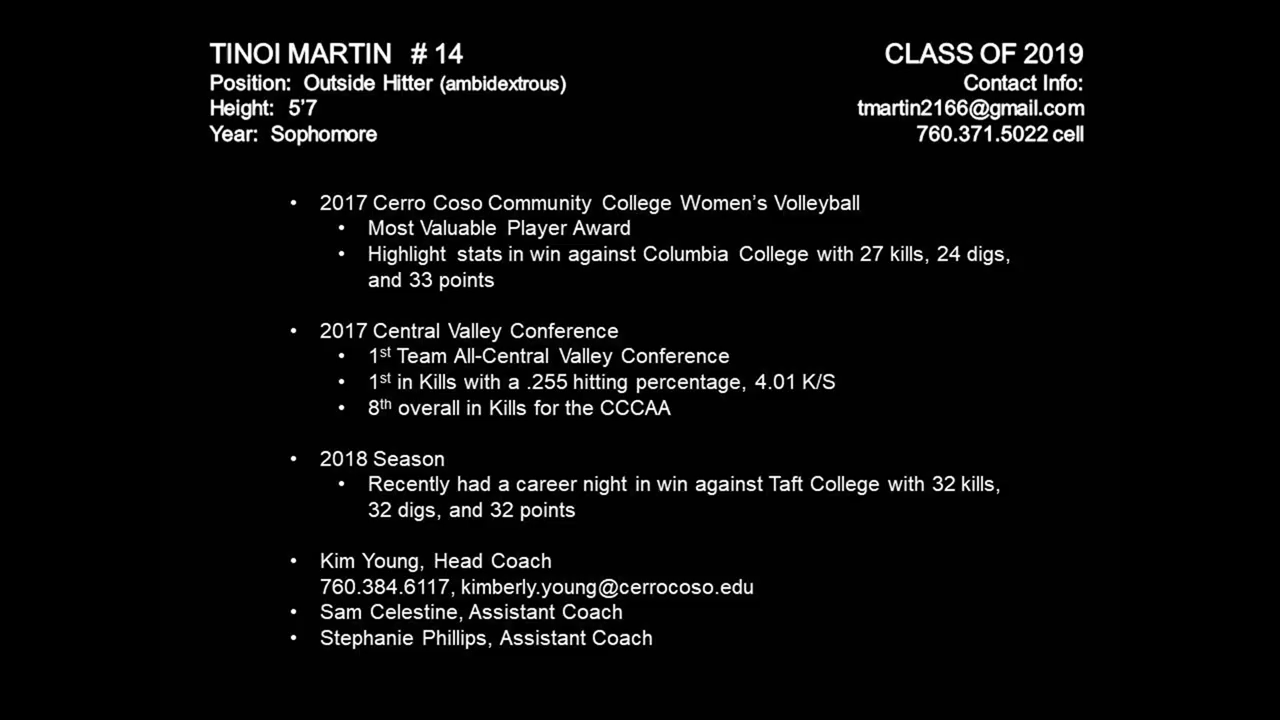 TINOI MARTIN # 14
Position: Outside Hitter (ambidextrous)
Height: 5’7
Year: Sophomore
CLASS OF 2019
Contact Info:
tmartin2166@gmail.com
760.371.5022 cell
• 2017 Cerro Coso Community College Women’s Volleyball
• Most Valuable Player Award
• Highlight stats in win against Columbia College with 27 kills, 24 digs,
and 33 points
• 2017 Central Valley Conference
• 1st Team All-Central Valley Conference
• 1st in Kills with a .255 hitting percentage, 4.01 K/S
• 8th overall in Kills for the CCCAA
• 2018 Season
• Recently had a career night in win against Taft College with 32 kills,
32 digs, and 32 points
• Kim Young, Head Coach
760.384.6117, kimberly.young@cerrocoso.edu
• Sam Celestine, Assistant Coach
• Stephanie Phillips, Assistant Coach